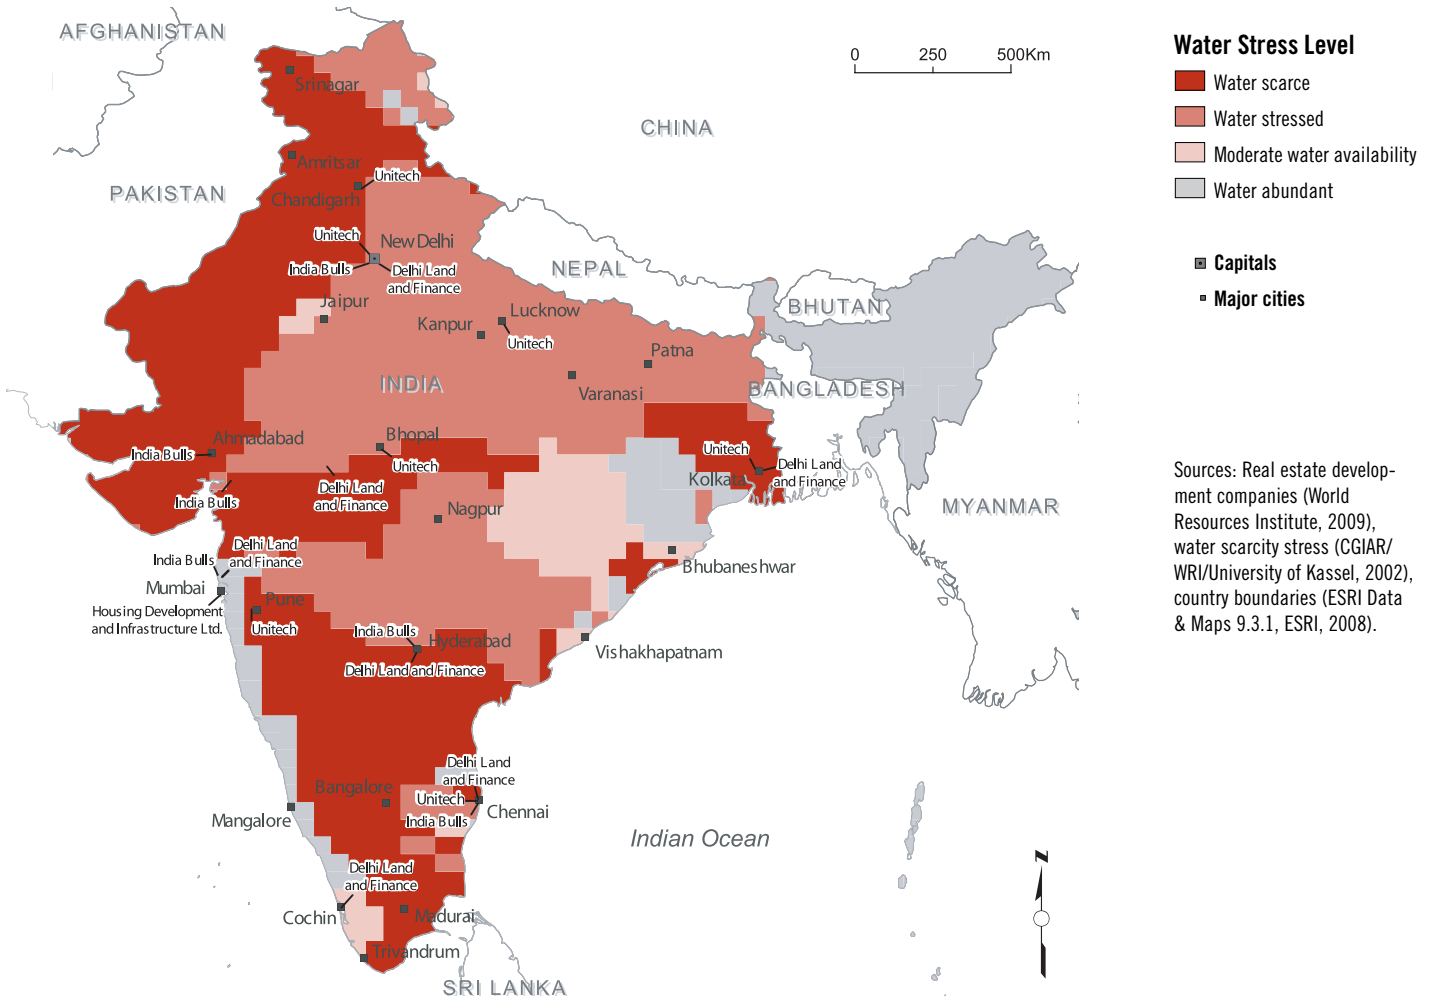 AFGHANISTAN
Srinagar
CHINA
Amritsar
PAKISTAN
Unitech
Chandigarh
Unitech
New Delhi
India Bulls
Delhi Land
and Finance
NEPAL
BHUTAN
Jaipur
Lucknow
Kanpur
Unitech
Patna
INDIA
Varanasi
BANGLADESH
Ahmadabad
Bhopal
India Bulls
Unitech
Unitech
Delhi Land
and Finance
Kolkata
India Bulls
Delhi Land
and Finance
Nagpur
MYANMAR
India Bulls
Delhi Land
and Finance
Bhubaneshwar
Mumbai
Housing Development
and Infrastructure Ltd.
Pune
Unitech
India Bulls
Hyderabad
Delhi Land and Finance
Vishakhapatnam
Delhi Land
and Finance
Bangalore
Unitech
Chennai
India Bulls
Mangalore
Indian Ocean
Delhi Land
and Finance
Cochin
Madurai
Trivandrum
SRI LANKA
0 250 500Km
N
Water Stress Level
Water scarce
Water stressed
Moderate water availability
Water abundant
Capitals
Major cities
Sources: Real estate develop-
ment companies (World
Resources Institute, 2009),
water scarcity stress (CGIAR/
WRI/University of Kassel, 2002),
country boundaries (ESRI Data
& Maps 9.3.1, ESRI, 2008).